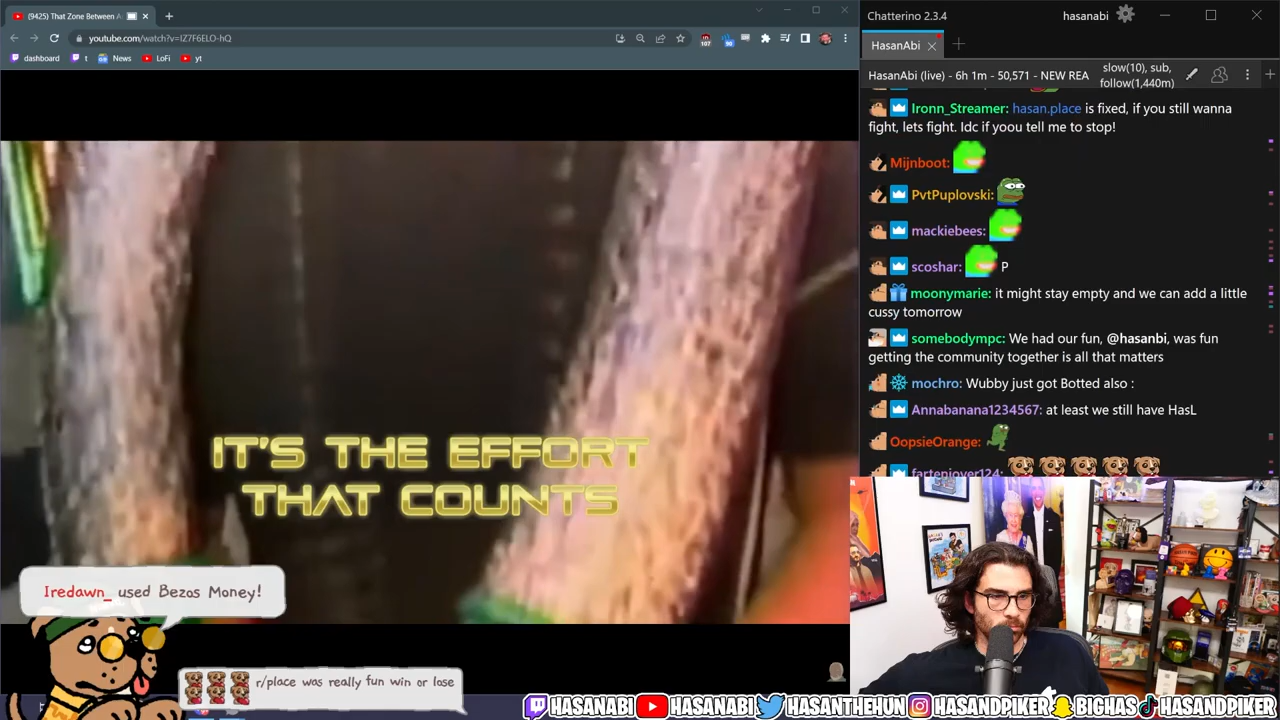 (9425) That Zone Between A
youtube.com/watch?v=IZ7F6ELO-hQ
107
90
dashboard
t
News
LoFi
yt
IT'S THE EFFORT
THAT COUNTS
Iredawn_ used Bezos Money!
r/place was really fun win or lose
Chatterino 2.3.4
hasanabi
HasanAbi
HasanAbi (live) - 6h 1m - 50,571 - NEW REA
slow(10), sub,
follow(1,440m)
Ironn_Streamer: hasan.place is fixed, if you still wanna
fight, lets fight. Idc if yoou tell me to stop!
Mijnboot:
PvtPuplovski:
mackiebees:
scoshar: P
moonymarie: it might stay empty and we can add a little
cussy tomorrow
somebodympc: We had our fun, @hasanbi, was fun
getting the community together is all that matters
mochro: Wubby just got Botted also :
Annabanana1234567: at least we still have HasL
OopsieOrange:
farteniover124:
HASANABI HASANABI HASANTHEHUN HASANDPIKER BIGHAS HASANDPIKER